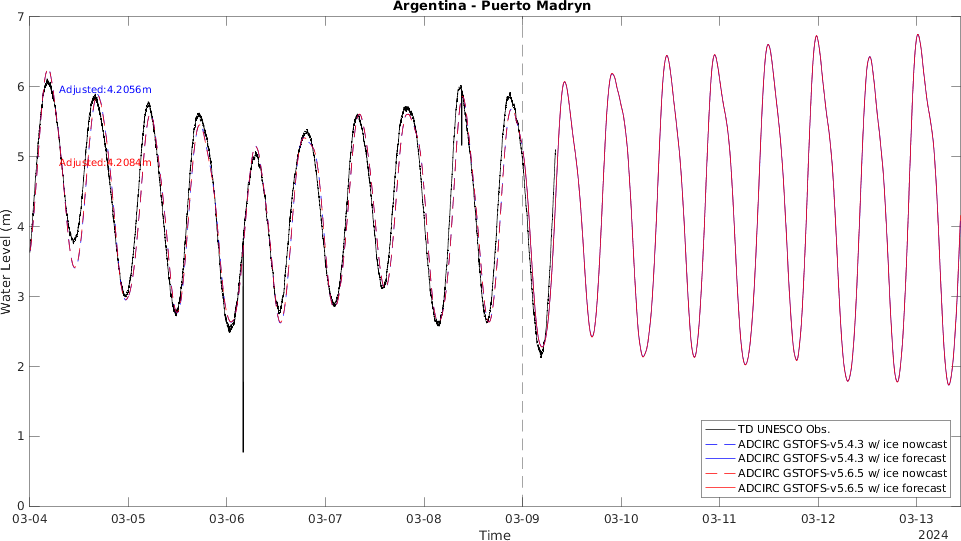 Argentina - Puerto Madryn
7
6
5
4
3
2
1
0
Water Level (m)
Adjusted:4.2056m
Adjusted:4.2084m
TD UNESCO Obs.
ADCIRC GSTOFS-v5.4.3 w/ ice nowcast
ADCIRC GSTOFS-v5.4.3 w/ ice forecast
ADCIRC GSTOFS-v5.6.5 w/ ice nowcast
ADCIRC GSTOFS-v5.6.5 w/ ice forecast
03-04 03-05 03-06 03-07 03-08 03-09 03-10 03-11 03-12 03-13
Time
2024